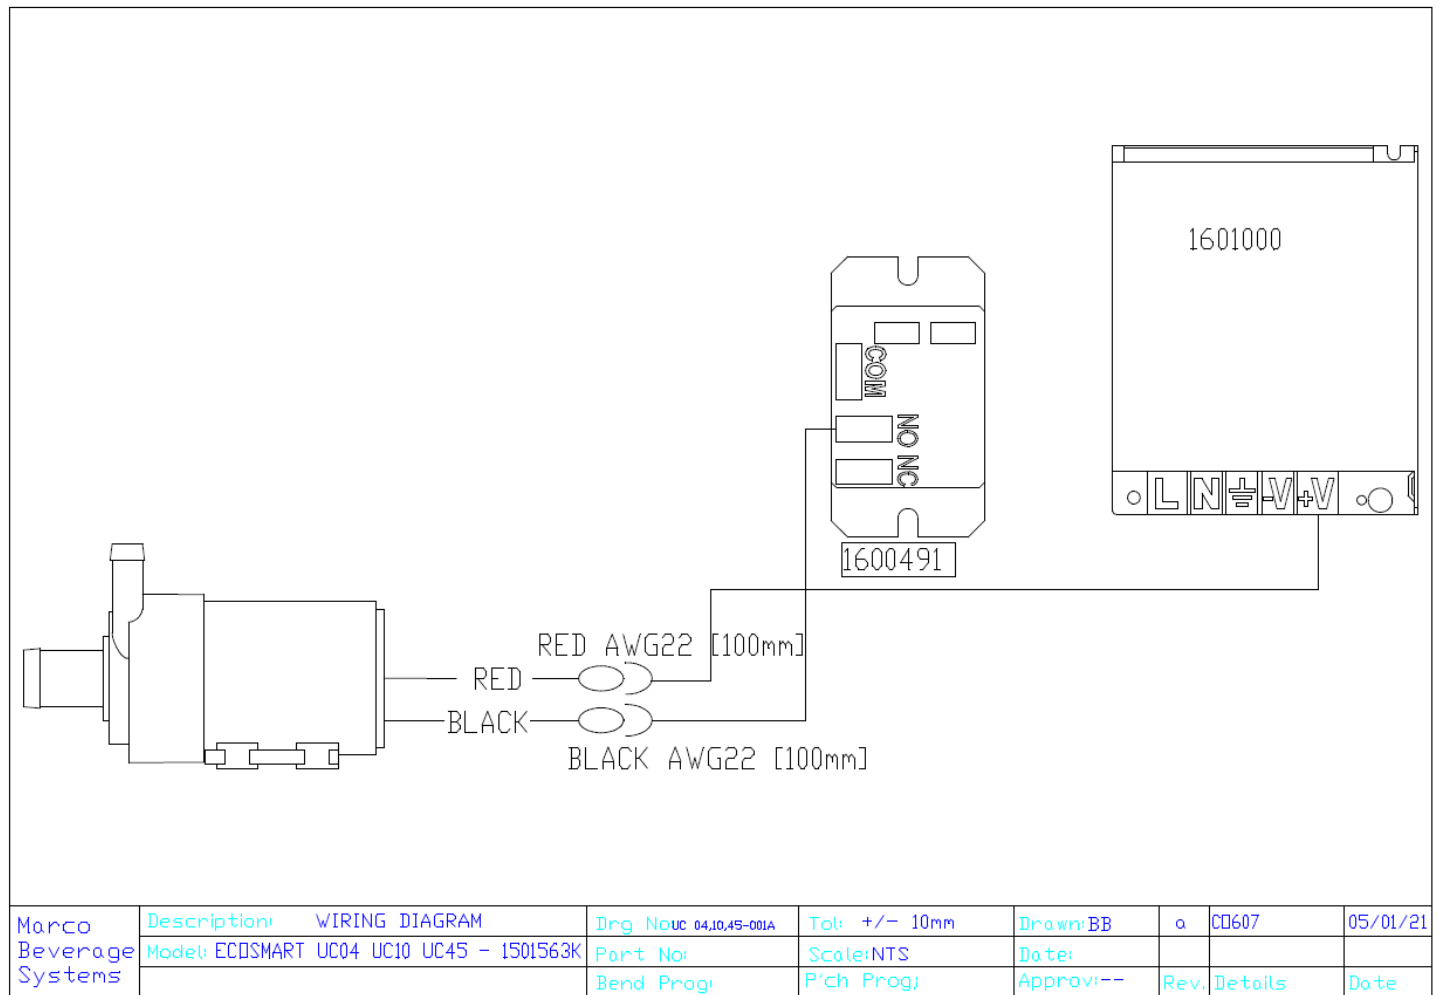 1601000
COM
NO
NC
1600491
L N -V +V
RED AWG22 [100mm]
RED
BLACK
BLACK AWG22 [100mm]
Marco
Beverage
Systems
Description: WIRING DIAGRAM
Model: ECOSMART UC04 UC10 UC45 - 1501563K
Drg No: UC 04,10,45-001A
Part No:
Bend Prog:
Tol: +/- 10mm
Scale: NTS
P'ch Prog;
Drawn: BB
Date:
Approv: --
a CO607 05/01/21
Rev. Details Date